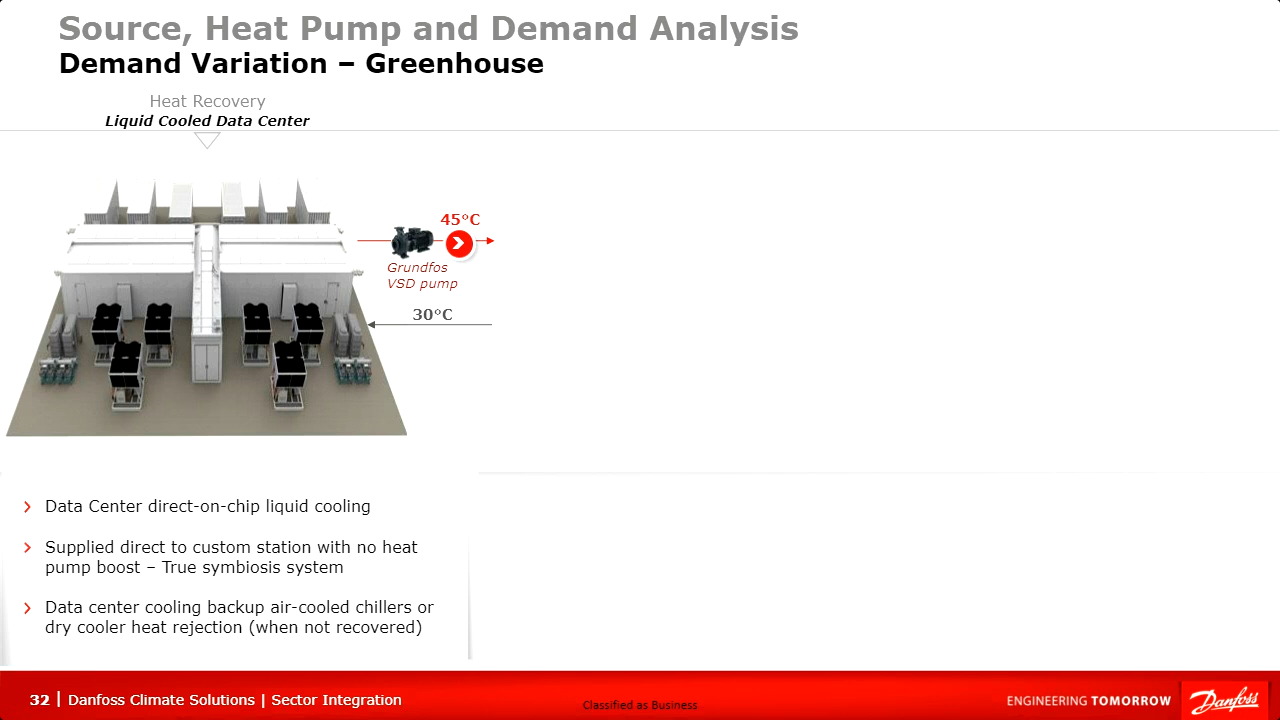 Source, Heat Pump and Demand Analysis
Demand Variation – Greenhouse
Heat Recovery
Liquid Cooled Data Center
45°C
Grundfos
VSD pump
30°C
Data Center direct-on-chip liquid cooling
Supplied direct to custom station with no heat
pump boost – True symbiosis system
Data center cooling backup air-cooled chillers or
dry cooler heat rejection (when not recovered)
32 | Danfoss Climate Solutions | Sector Integration
Classified as Business
ENGINEERING TOMORROW
Danfoss